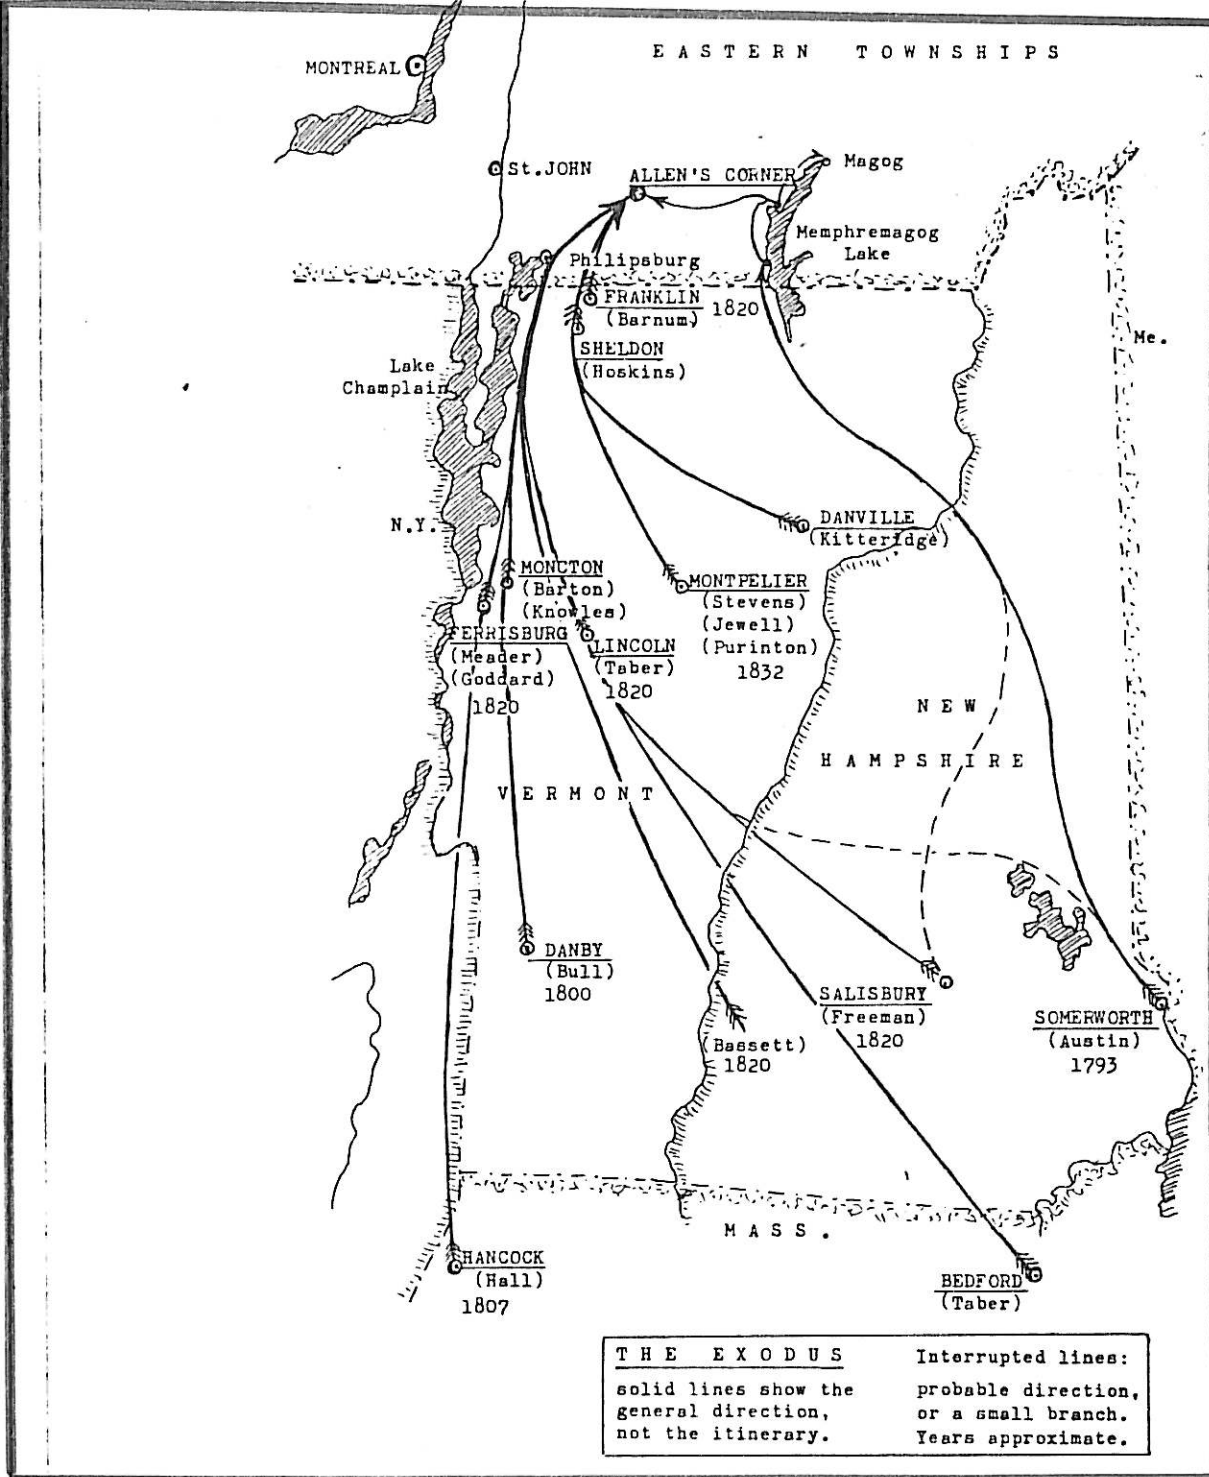 EASTERN TOWNSHIPS
MONTREAL
St.JOHN
ALLEN'S CORNER
Magog
Memphremagog
Lake
Philipsburg
FRANKLIN 1820
(Barnum)
SHELDON
(Hoskins)
Me.
Lake
Champlain
N.Y.
DANVILLE
(Kitteridge)
MONCTON
(Barton)
(Knowles)
MONTPELIER
(Stevens)
(Jewell)
(Purinton)
1832
FERRISBURG
(Meader)
(Goddard)
1820
LINCOLN
(Taber)
1820
NEW
HAMPSHIRE
VERMONT
DANBY
(Bull)
1800
SALISBURY
(Freeman)
1820
SOMERWORTH
(Austin)
1793
(Bassett)
1820
MASS.
HANCOCK
(Hall)
1807
BEDFORD
(Taber)
THE EXODUS
solid lines show the
general direction,
not the itinerary.
Interrupted lines:
probable direction,
or a small branch.
Years approximate.